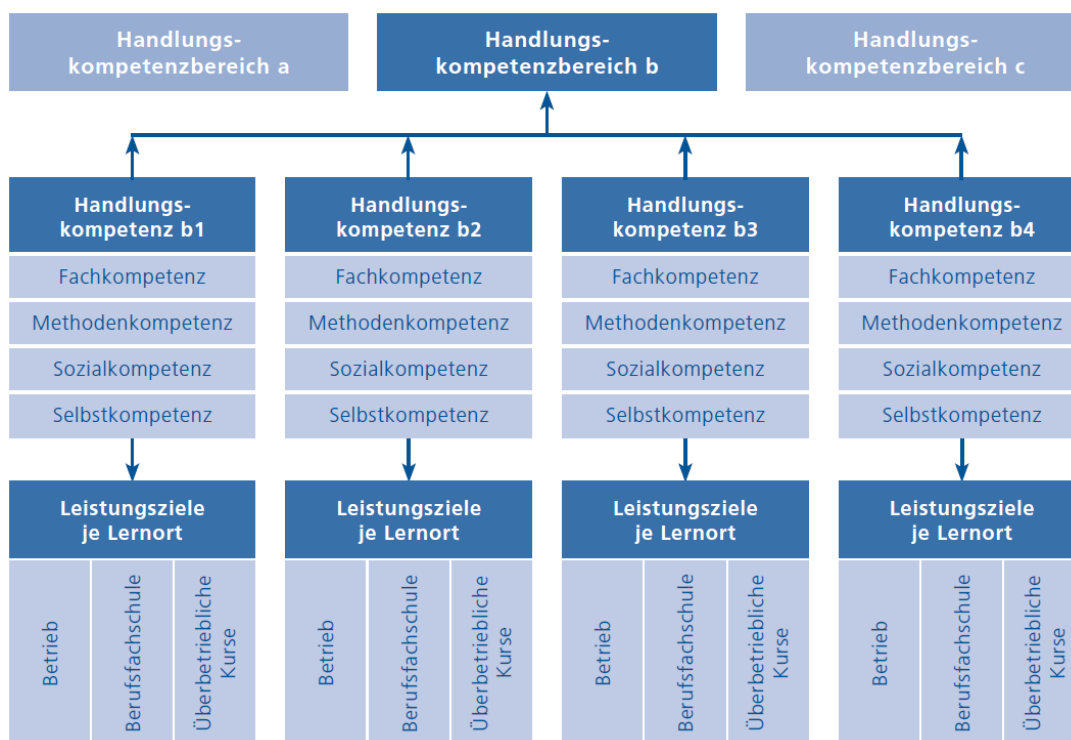 Handlungs-
kompetenzbereich a
Handlungs-
kompetenzbereich b
Handlungs-
kompetenzbereich c
Handlungs-
kompetenz b1
Fachkompetenz
Methodenkompetenz
Sozialkompetenz
Selbstkompetenz
Leistungsziele
je Lernort
Betrieb
Berufsfachschule
Überbetriebliche
Kurse
Handlungs-
kompetenz b2
Fachkompetenz
Methodenkompetenz
Sozialkompetenz
Selbstkompetenz
Leistungsziele
je Lernort
Betrieb
Berufsfachschule
Überbetriebliche
Kurse
Handlungs-
kompetenz b3
Fachkompetenz
Methodenkompetenz
Sozialkompetenz
Selbstkompetenz
Leistungsziele
je Lernort
Betrieb
Berufsfachschule
Überbetriebliche
Kurse
Handlungs-
kompetenz b4
Fachkompetenz
Methodenkompetenz
Sozialkompetenz
Selbstkompetenz
Leistungsziele
je Lernort
Betrieb
Berufsfachschule
Überbetriebliche
Kurse